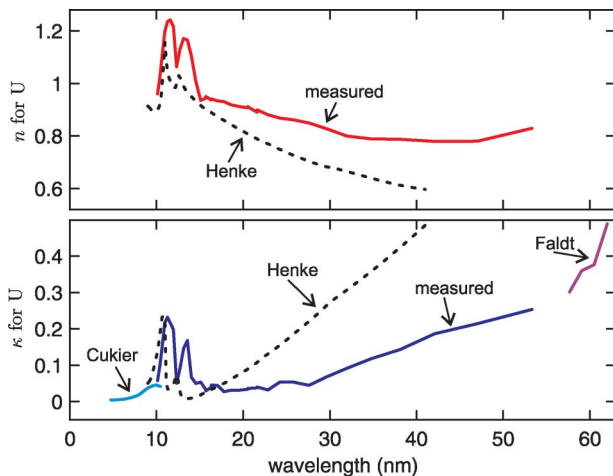 1.2
1
0.8
0.6
n for U
measured
Henke
0.4
0.3
0.2
0.1
0
κ for U
Faldt
Henke
measured
Cukier
0 10 20 30 40 50 60
wavelength (nm)